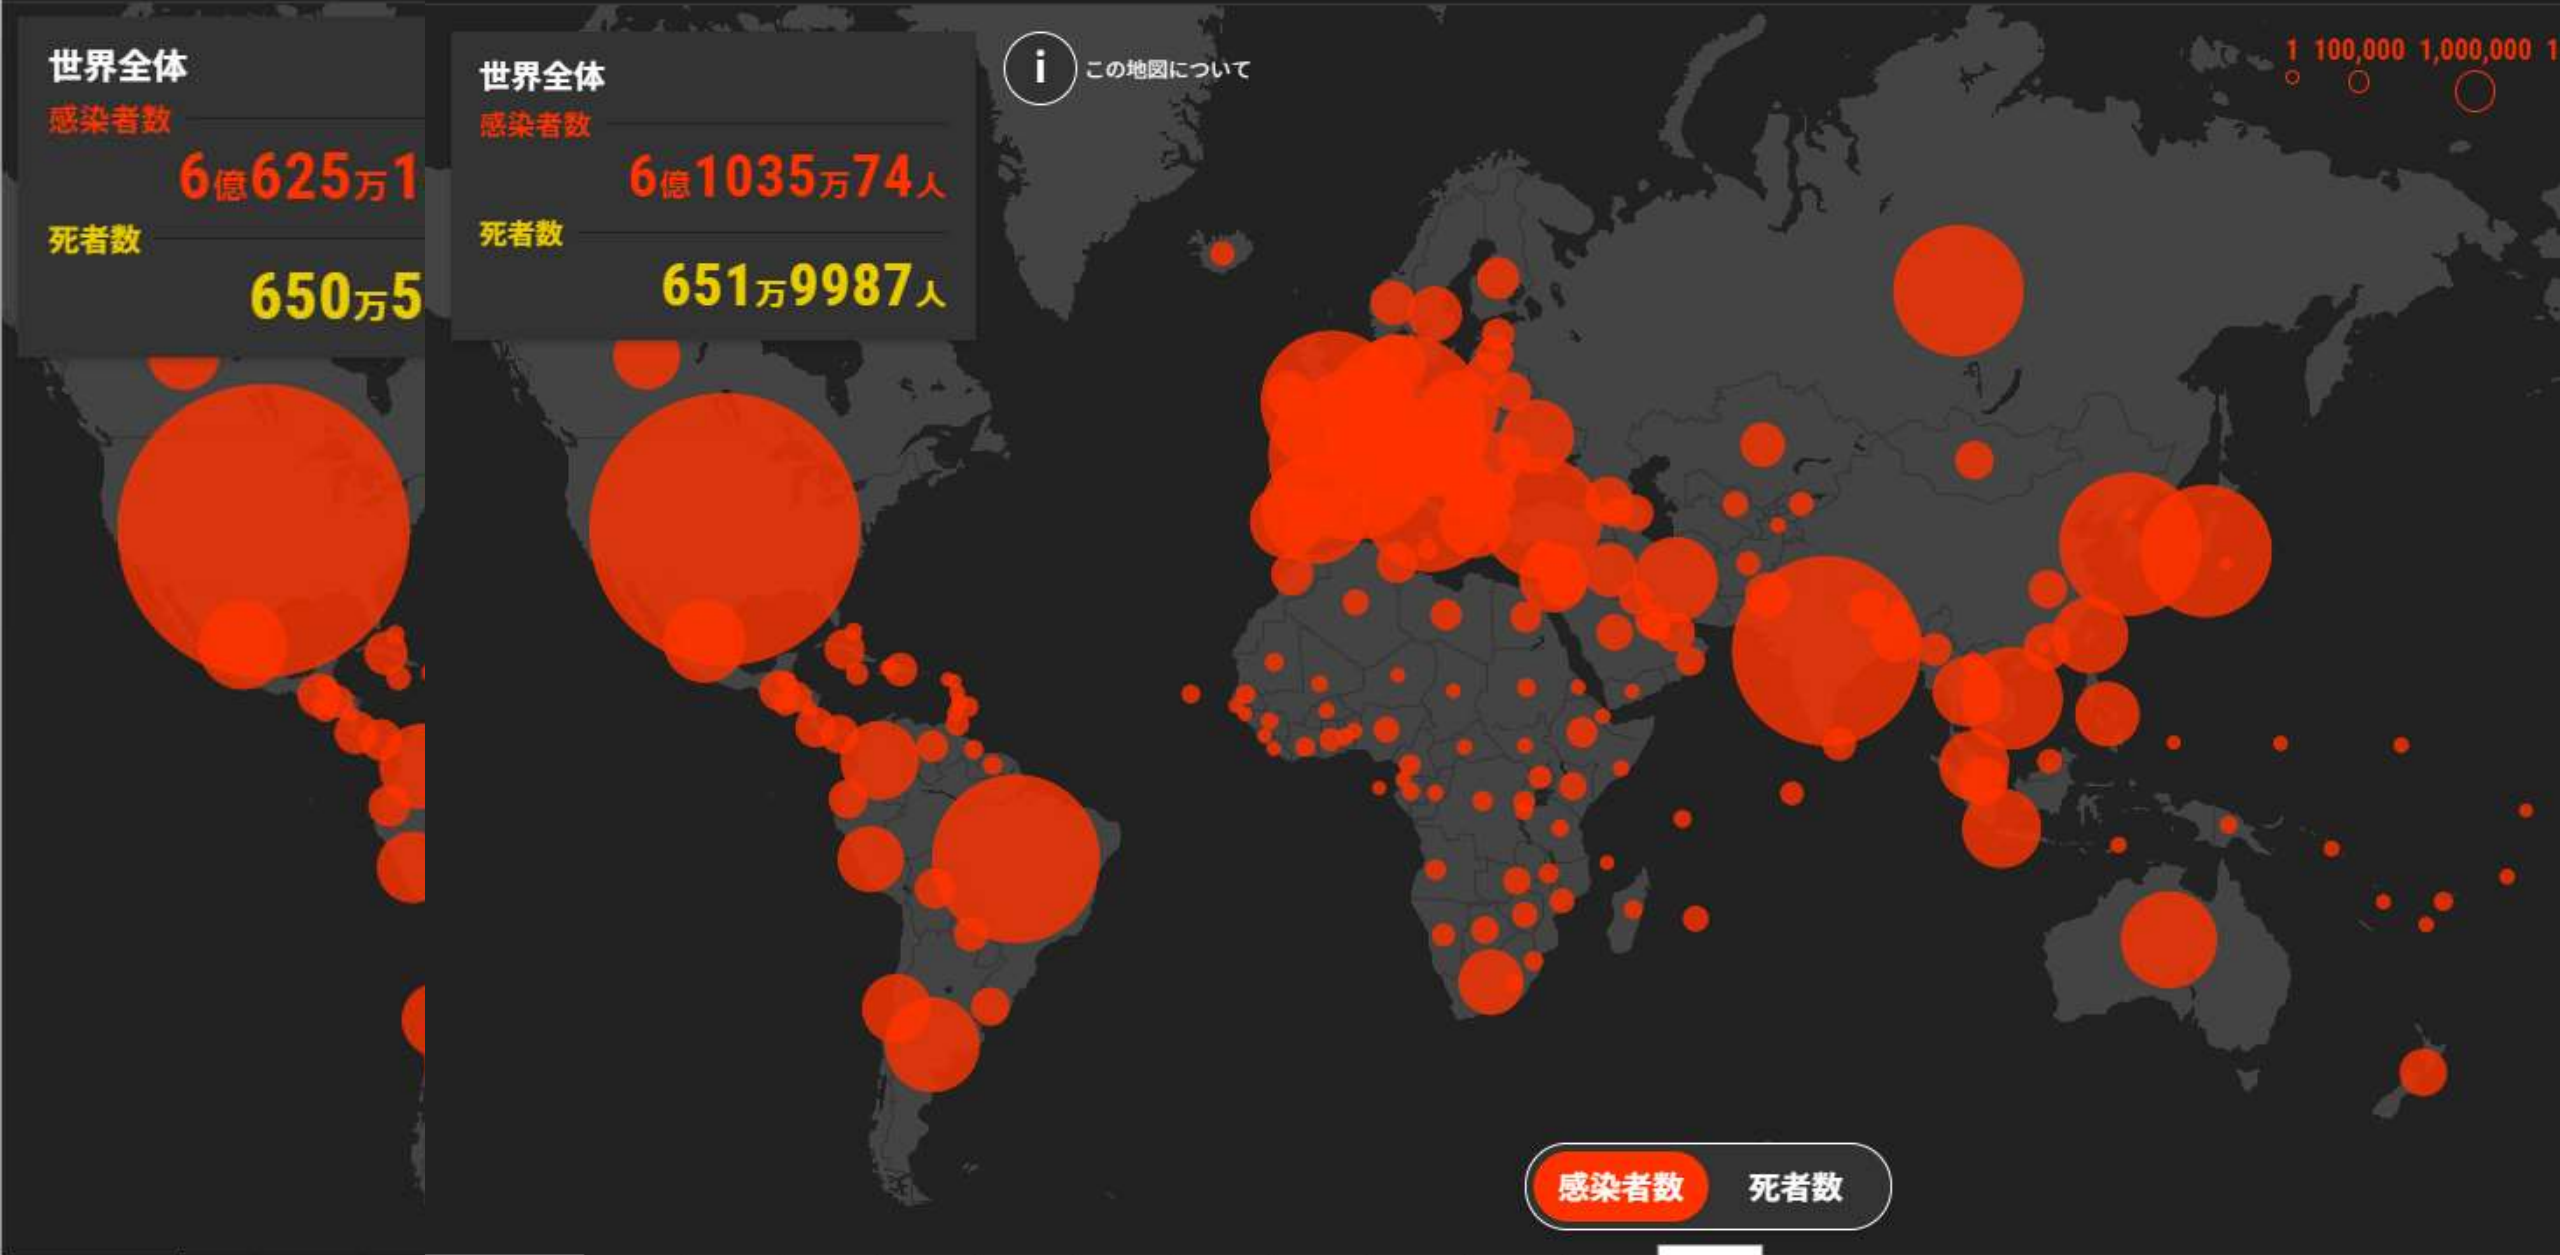 世界全体
感染者数
6億625万1
死者数
650万5
世界全体
感染者数
6億1035万74人
死者数
651万9987人
i この地図について
1 100,000 1,000,000 1
感染者数 死者数